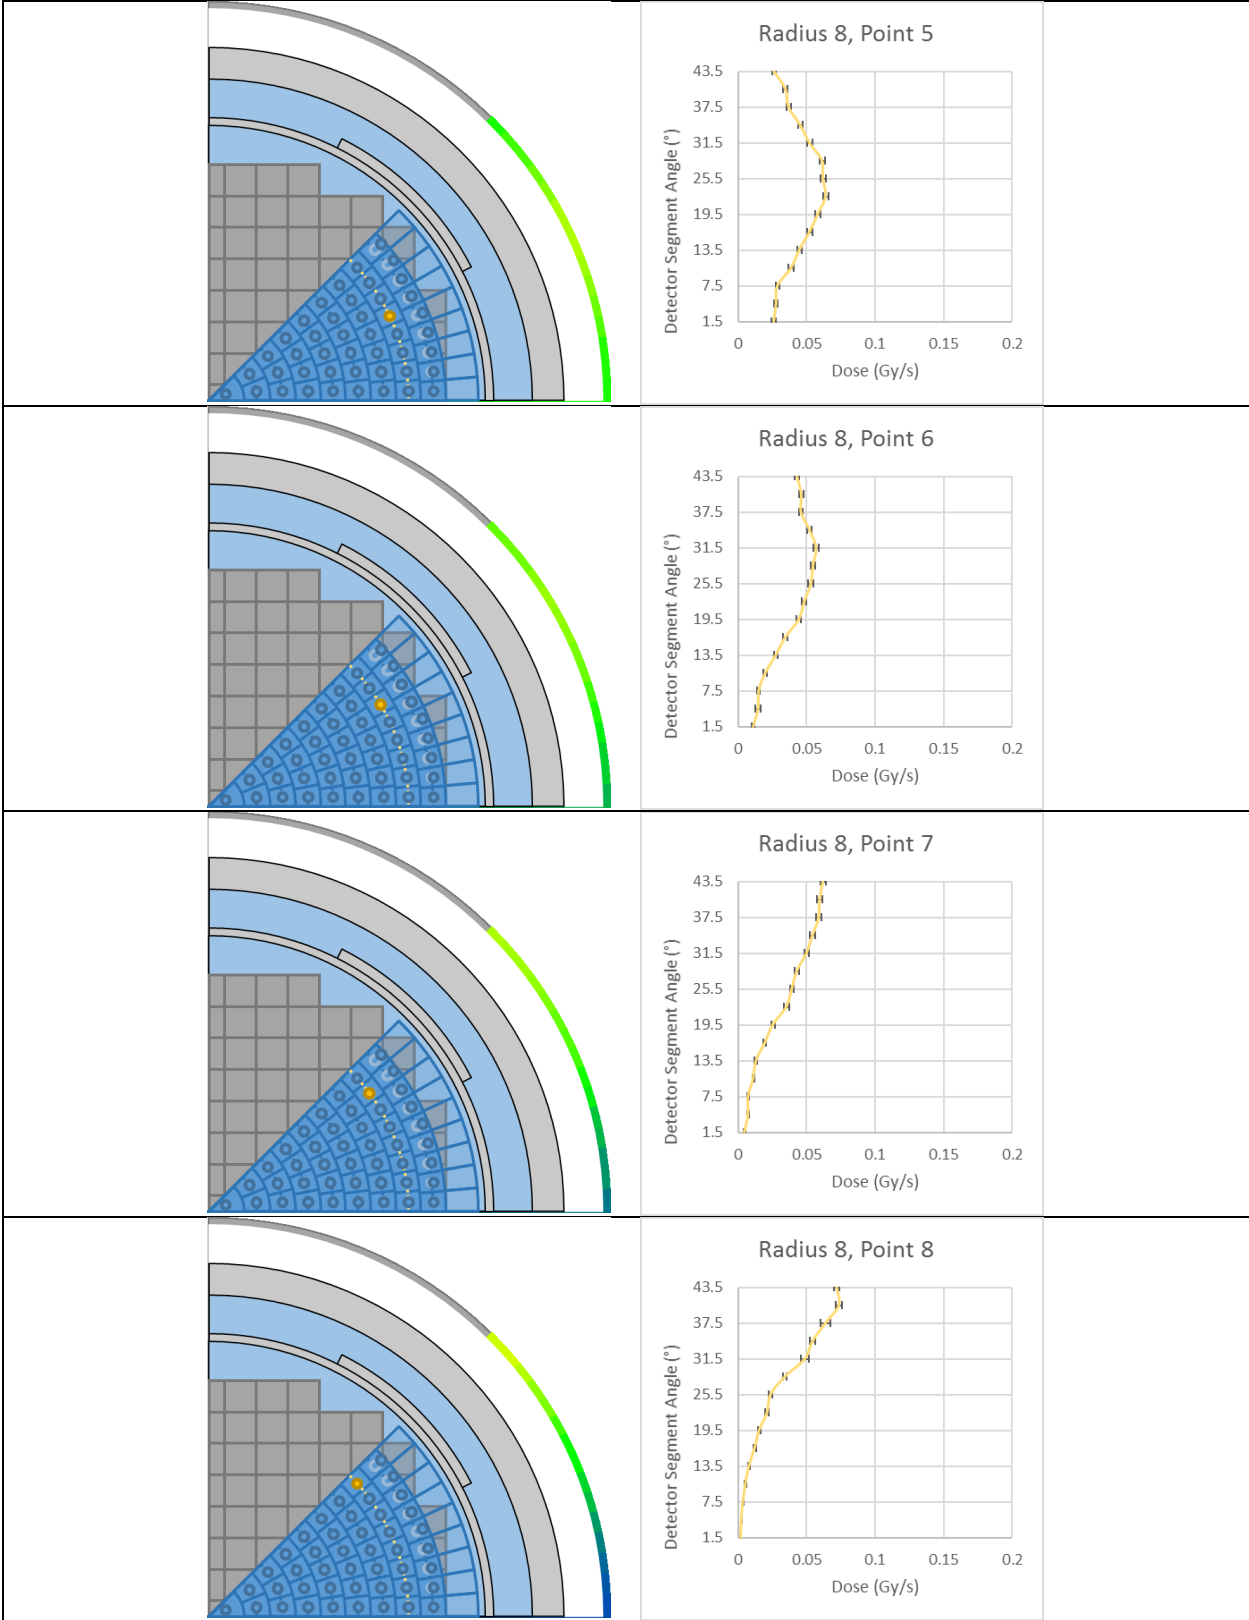 Radius 8, Point 5
Detector Segment Angle (°)
43.5
37.5
31.5
25.5
19.5
13.5
7.5
1.5
0 0.05 0.1 0.15 0.2
Dose (Gy/s)
Radius 8, Point 6
Detector Segment Angle (°)
43.5
37.5
31.5
25.5
19.5
13.5
7.5
1.5
0 0.05 0.1 0.15 0.2
Dose (Gy/s)
Radius 8, Point 7
Detector Segment Angle (°)
43.5
37.5
31.5
25.5
19.5
13.5
7.5
1.5
0 0.05 0.1 0.15 0.2
Dose (Gy/s)
Radius 8, Point 8
Detector Segment Angle (°)
43.5
37.5
31.5
25.5
19.5
13.5
7.5
1.5
0 0.05 0.1 0.15 0.2
Dose (Gy/s)